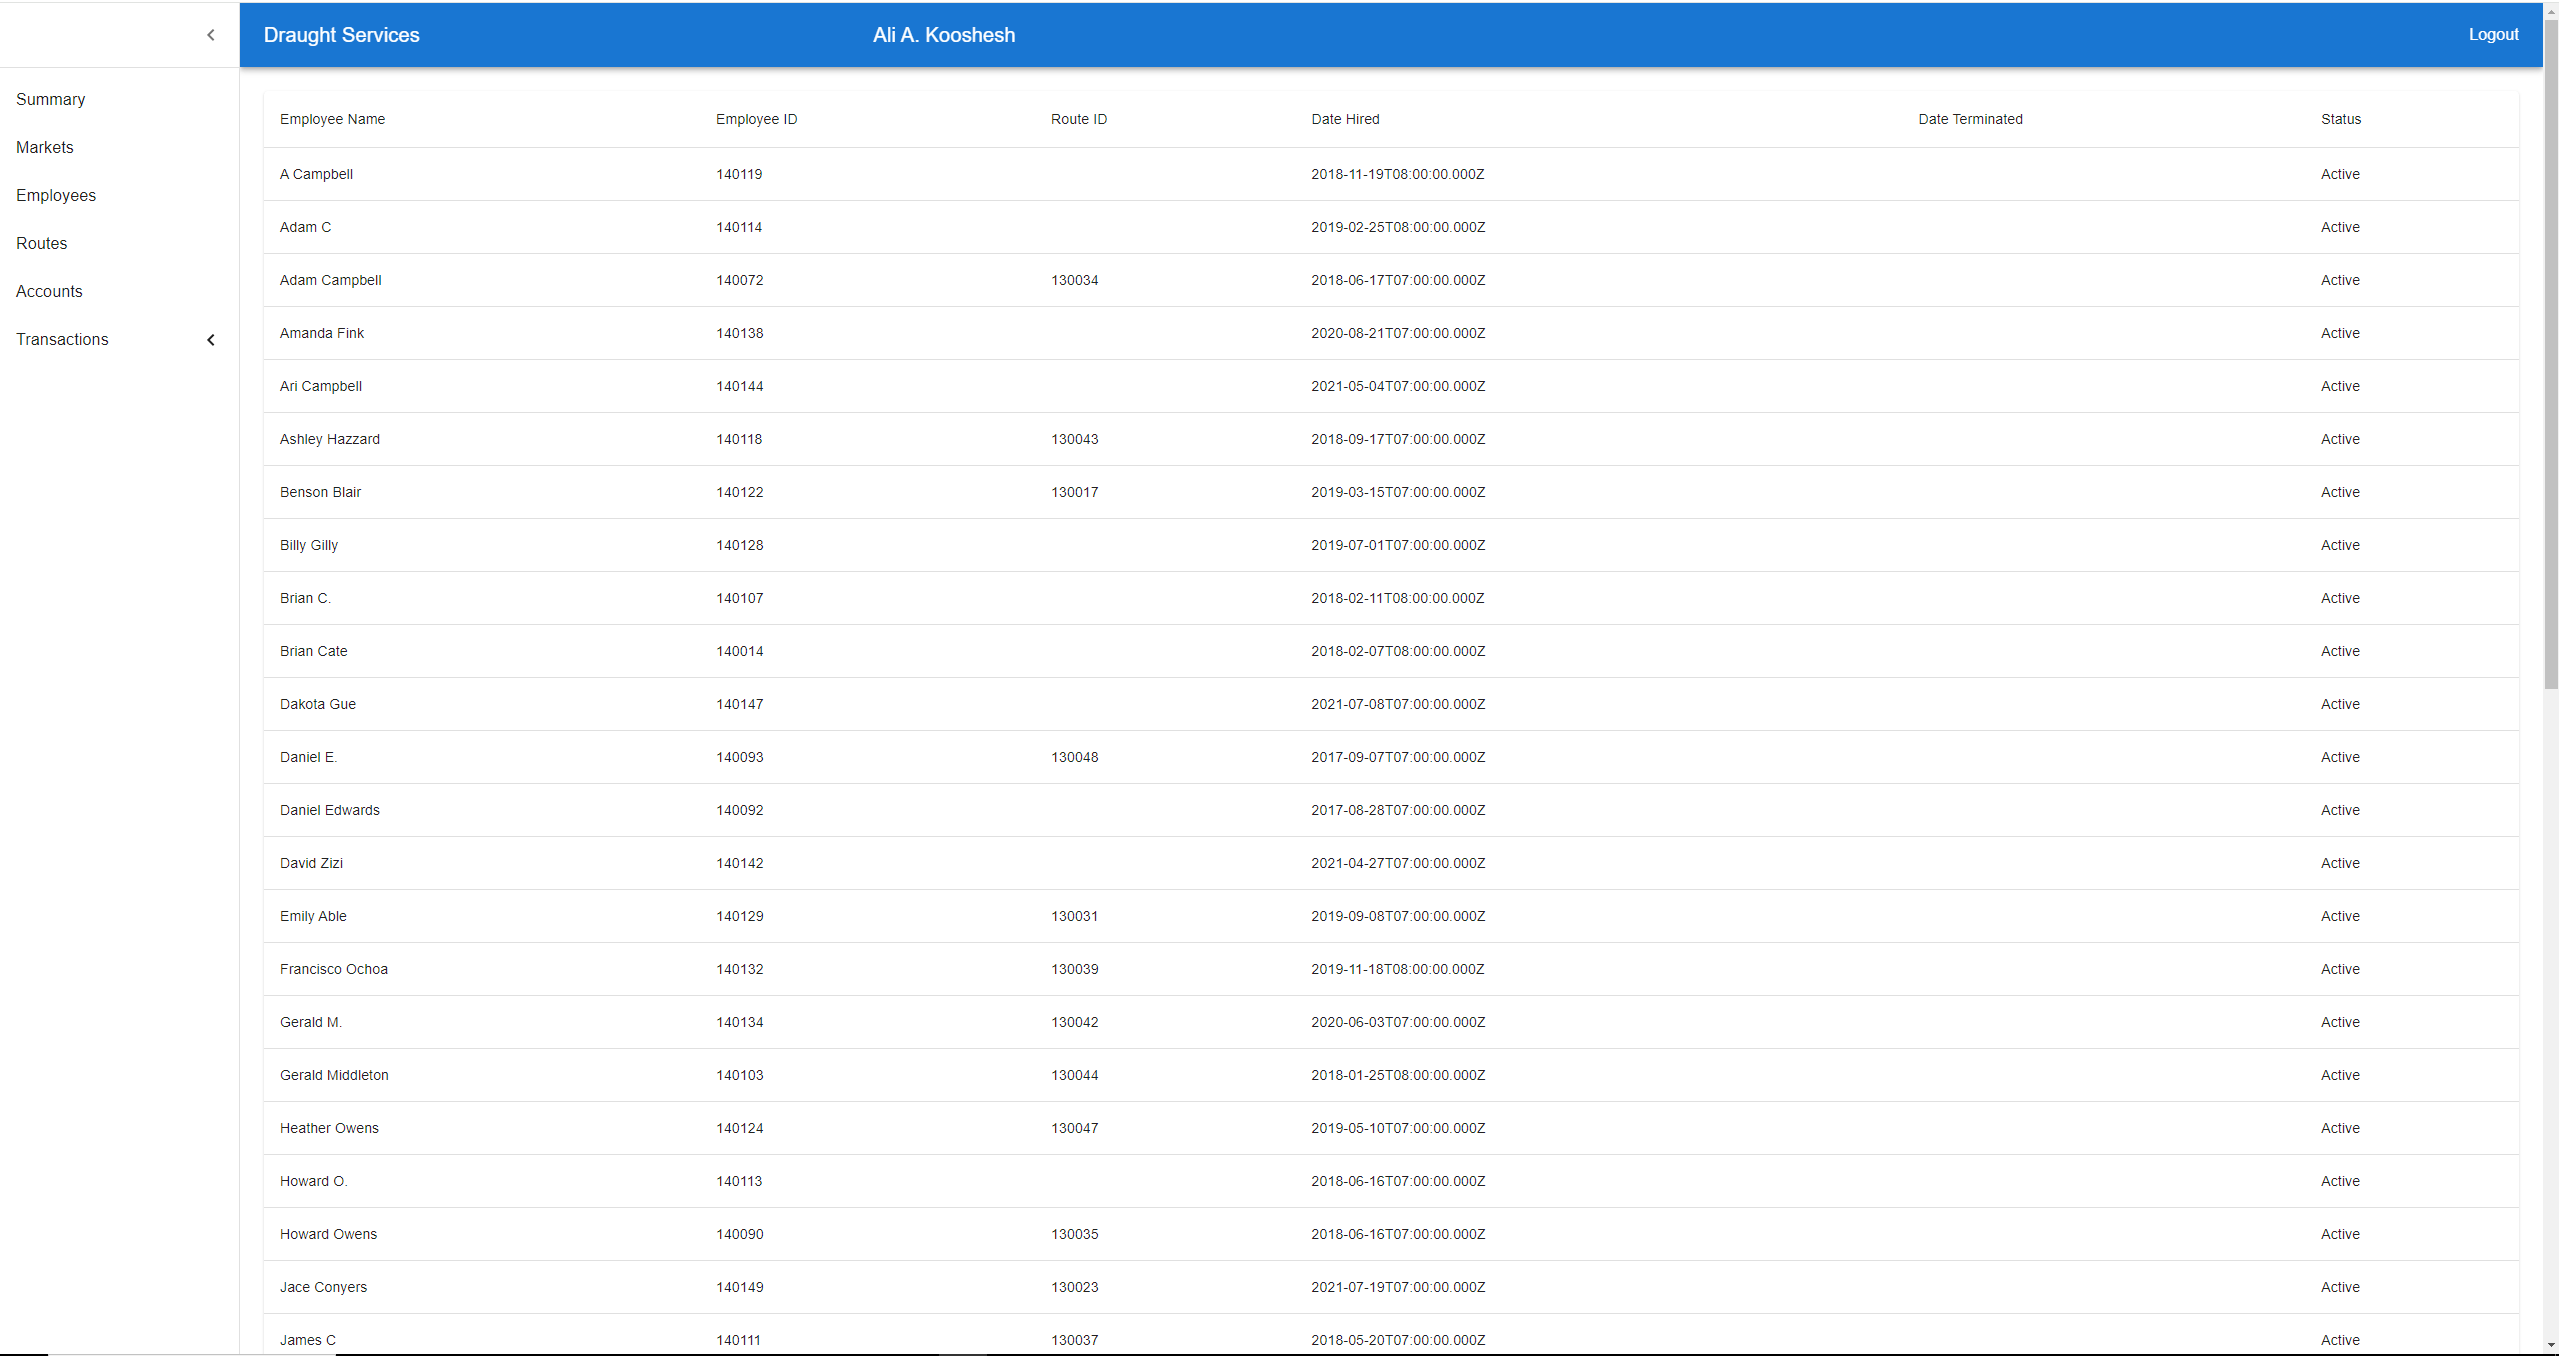 Draught Services Ali A. Kooshesh Logout
Summary
Markets
Employees
Routes
Accounts
Transactions
Employee Name Employee ID Route ID Date Hired Date Terminated Status
A Campbell 140119 2018-11-19T08:00:00.000Z Active
Adam C 140114 2019-02-25T08:00:00.000Z Active
Adam Campbell 140072 130034 2018-06-17T07:00:00.000Z Active
Amanda Fink 140138 2020-08-21T07:00:00.000Z Active
Ari Campbell 140144 2021-05-04T07:00:00.000Z Active
Ashley Hazzard 140118 130043 2018-09-17T07:00:00.000Z Active
Benson Blair 140122 130017 2019-03-15T07:00:00.000Z Active
Billy Gilly 140128 2019-07-01T07:00:00.000Z Active
Brian C. 140107 2018-02-11T08:00:00.000Z Active
Brian Cate 140014 2018-02-07T08:00:00.000Z Active
Dakota Gue 140147 2021-07-08T07:00:00.000Z Active
Daniel E. 140093 130048 2017-09-07T07:00:00.000Z Active
Daniel Edwards 140092 2017-08-28T07:00:00.000Z Active
David Zizi 140142 2021-04-27T07:00:00.000Z Active
Emily Able 140129 130031 2019-09-08T07:00:00.000Z Active
Francisco Ochoa 140132 130039 2019-11-18T08:00:00.000Z Active
Gerald M. 140134 130042 2020-06-03T07:00:00.000Z Active
Gerald Middleton 140103 130044 2018-01-25T08:00:00.000Z Active
Heather Owens 140124 130047 2019-05-10T07:00:00.000Z Active
Howard O. 140113 2018-06-16T07:00:00.000Z Active
Howard Owens 140090 130035 2018-06-16T07:00:00.000Z Active
Jace Conyers 140149 130023 2021-07-19T07:00:00.000Z Active
James C 140111 130037 2018-05-20T07:00:00.000Z Active